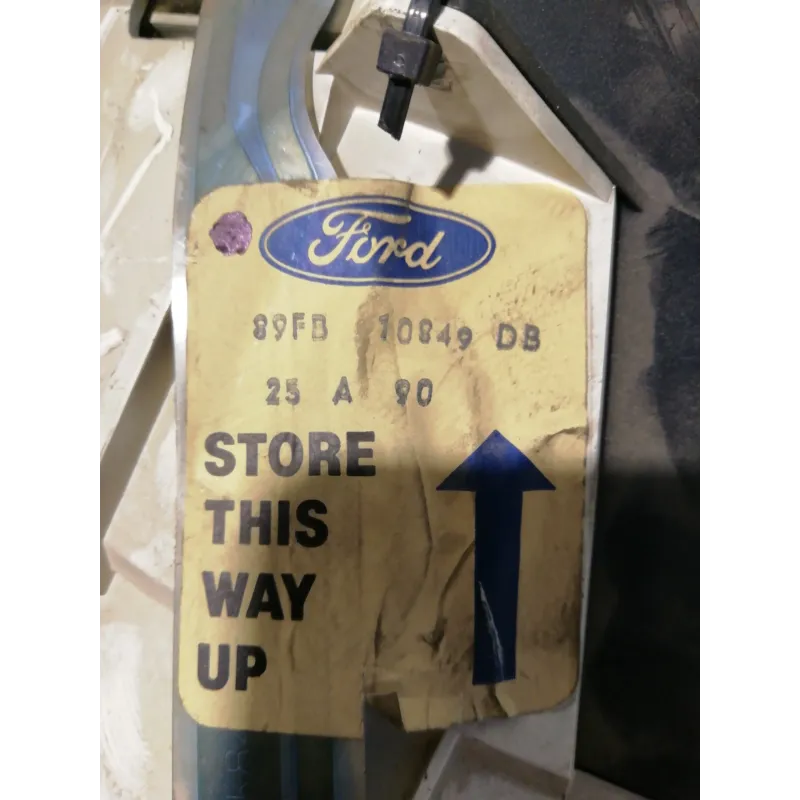 Ford
89FB 10849 DB
25 A 90
STORE
THIS
WAY
UP